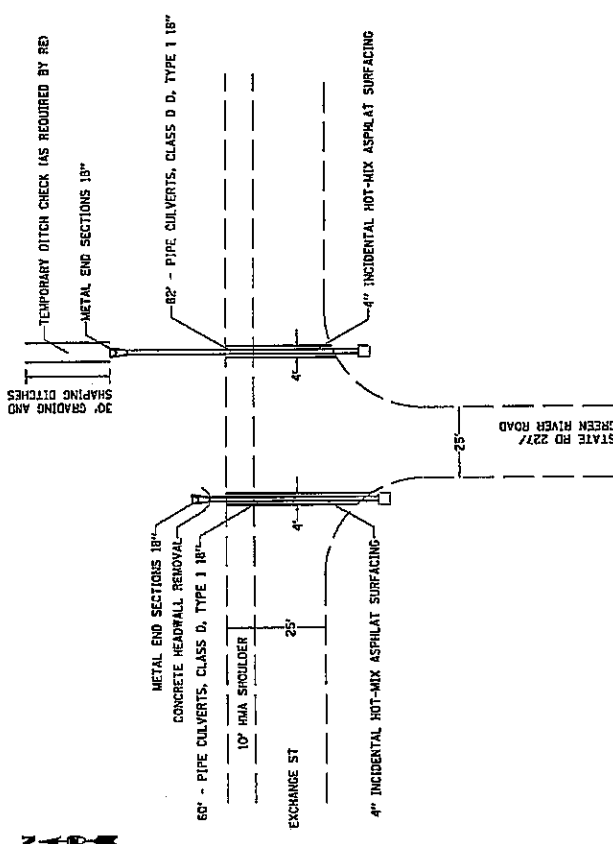 TEMPORARY DITCH CHECK (AS REQUIRED BY RE)
METAL END SECTIONS 18"
30' GRADING AND
SHAPING DITCHES
82' - PIPE CULVERTS, CLASS D D, TYPE 1 18"
4'
4" INCIDENTAL HOT-MIX ASPHLAT SURFACING
METAL END SECTIONS 18"
CONCRETE HEADWALL REMOVAL
60' - PIPE CULVERTS, CLASS D, TYPE 1 18"
10' HMA SHOULDER
4'
25'
EXCHANGE ST
4" INCIDENTAL HOT-MIX ASPHLAT SURFACING
25'
STATE RD 227/
GREEN RIVER ROAD
N